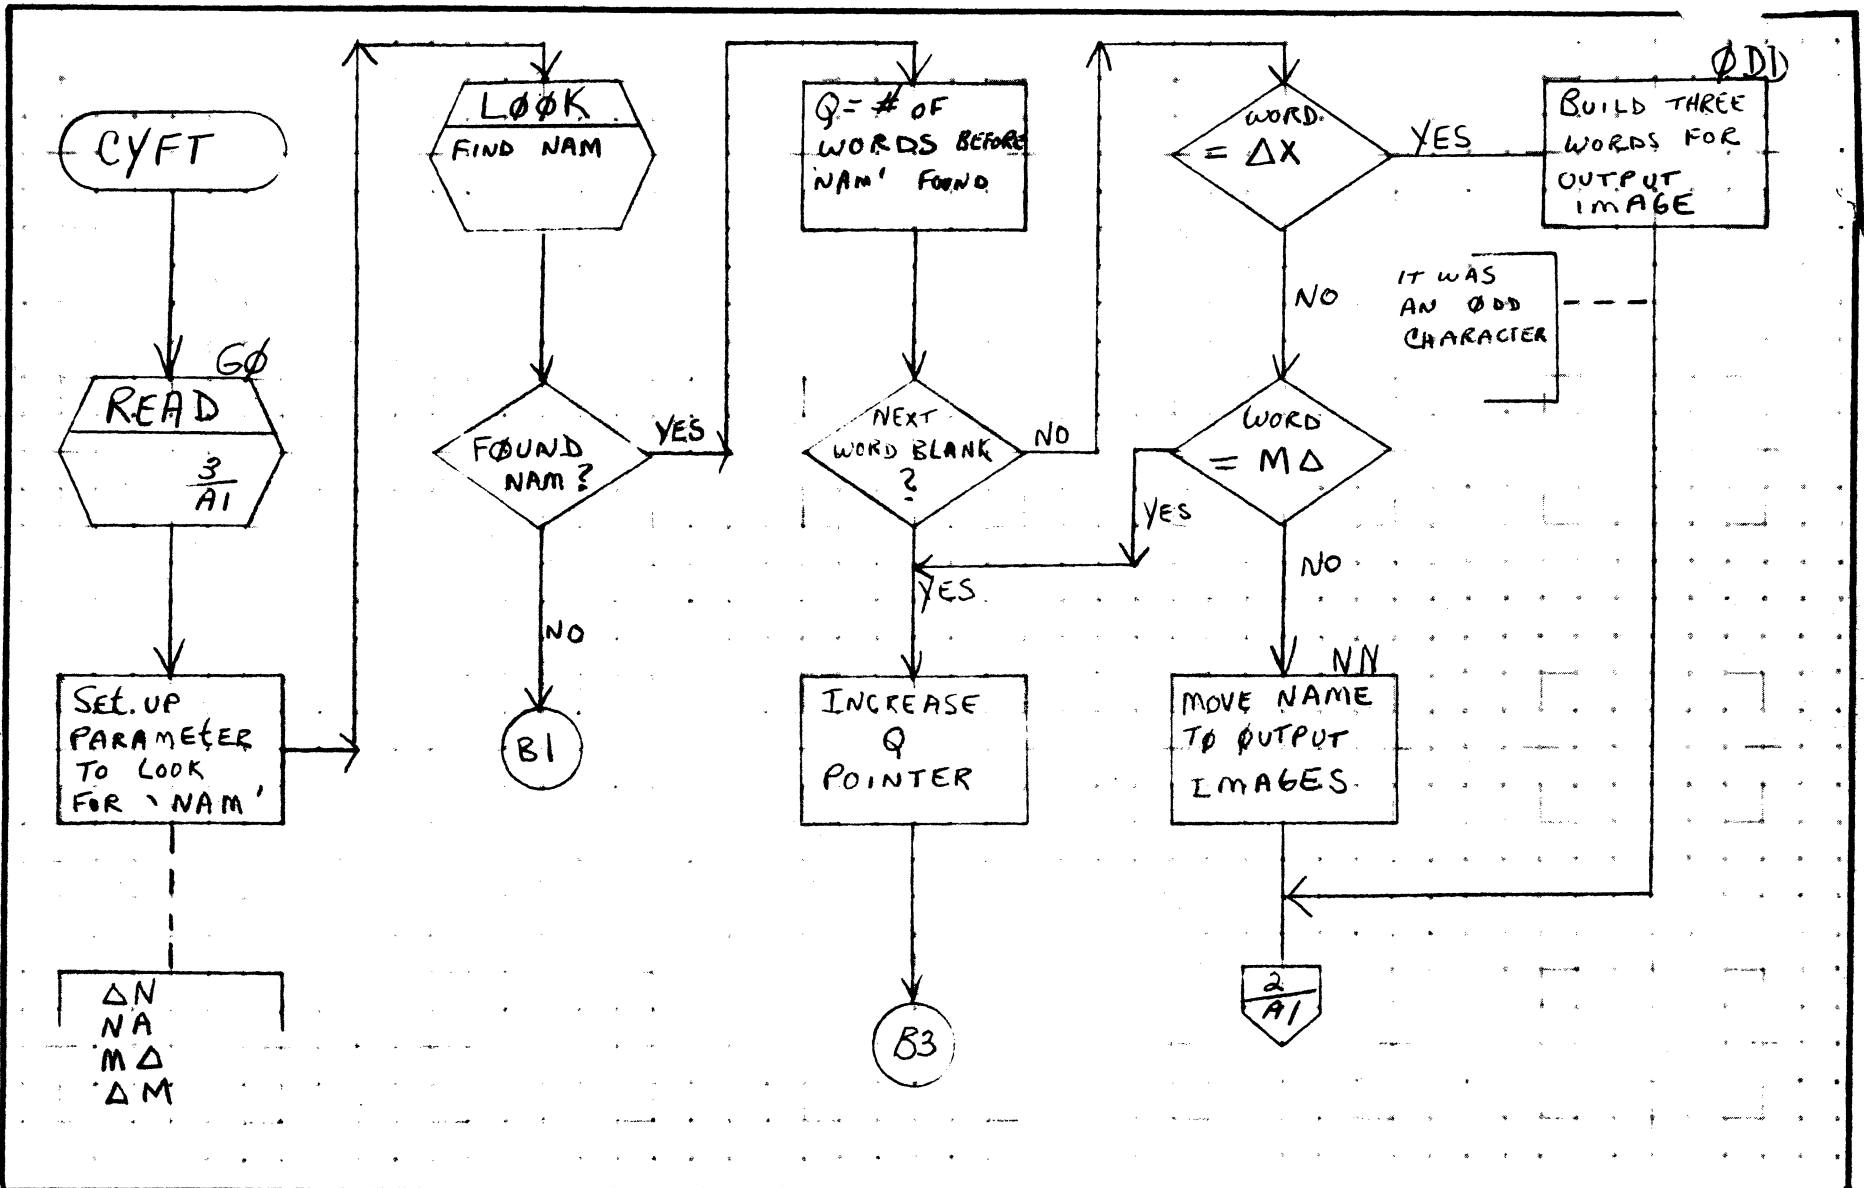 CYFT
GØ
READ
3
A1
Set.UP
PARAMETER
TO LOOK
FOR 'NAM'
ΔN
NA
MΔ
ΔM
LØØK
FIND NAM
FØUND
NAM?
YES
NO
B1
Q = # OF
WORDS BEFORE
'NAM' FOUND
NEXT
WORD BLANK
?
NO
YES
INCREASE
Q
POINTER
B3
WORD
= ΔX
YES
NO
WORD
= MΔ
YES
NO
NN
MOVE NAME
TØ ØUTPUT
IMAGES
2
A1
ØDD
BUILD THREE
WORDS FOR
OUTPUT
IMAGE
IT WAS
AN ØDD
CHARACTER